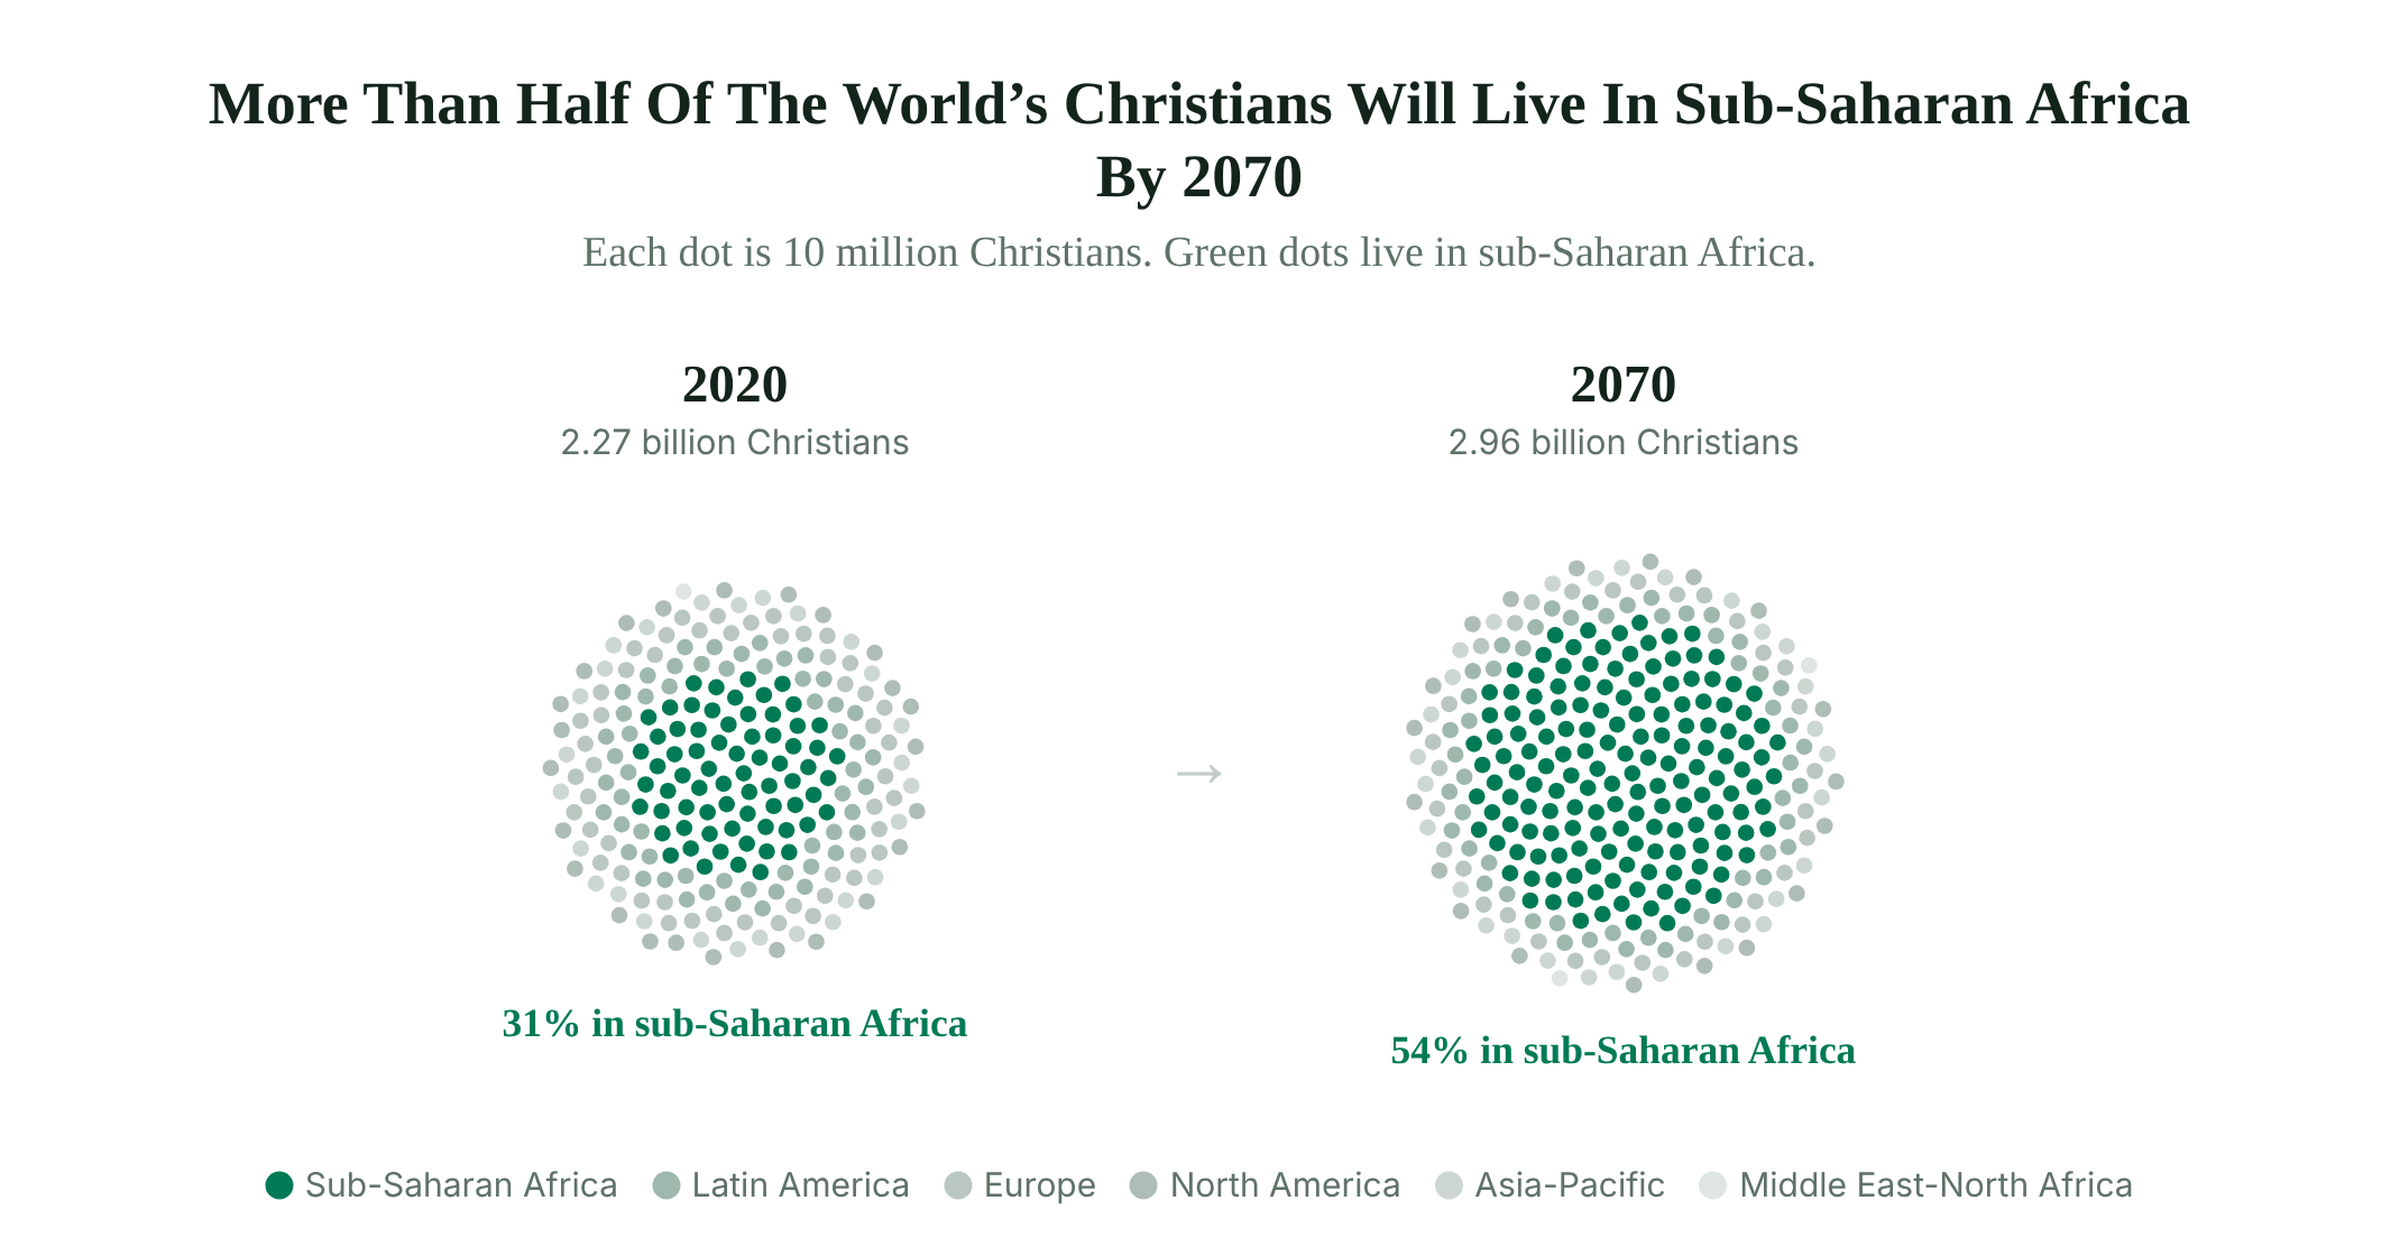 More Than Half Of The World’s Christians Will Live In Sub-Saharan Africa
By 2070
Each dot is 10 million Christians. Green dots live in sub-Saharan Africa.
2020
2.27 billion Christians
2070
2.96 billion Christians
→
31% in sub-Saharan Africa
54% in sub-Saharan Africa
Sub-Saharan Africa
Latin America
Europe
North America
Asia-Pacific
Middle East-North Africa